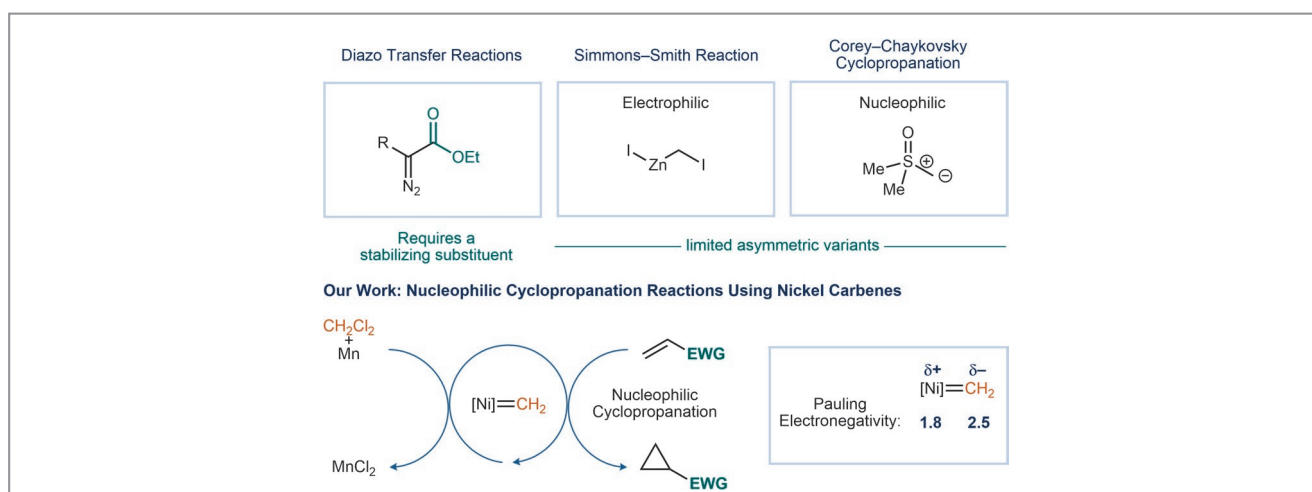 Diazo Transfer Reactions
Simmons–Smith Reaction
Corey–Chaykovsky
Cyclopropanation
R
O
OEt
N₂
Electrophilic
I
Zn
I
Nucleophilic
O
Me
S
⊕
⊖
Me
Requires a
stabilizing substituent
limited asymmetric variants
Our Work: Nucleophilic Cyclopropanation Reactions Using Nickel Carbenes
CH₂Cl₂
+
Mn
MnCl₂
[Ni]=CH₂
EWG
Nucleophilic
Cyclopropanation
EWG
δ+ δ–
[Ni]=CH₂
Pauling
Electronegativity: 1.8 2.5